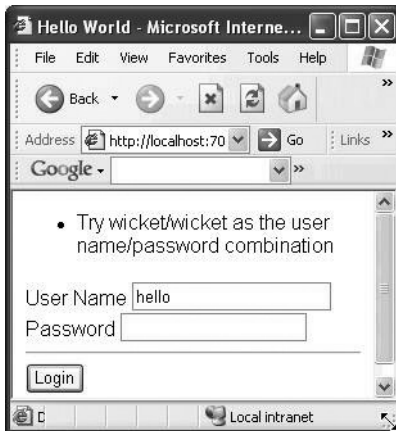 Hello World - Microsoft Interne...
File Edit View Favorites Tools Help
Back
Address http://localhost:70 Go Links »
Google
• Try wicket/wicket as the user
name/password combination
User Name hello
Password
Login
Local intranet